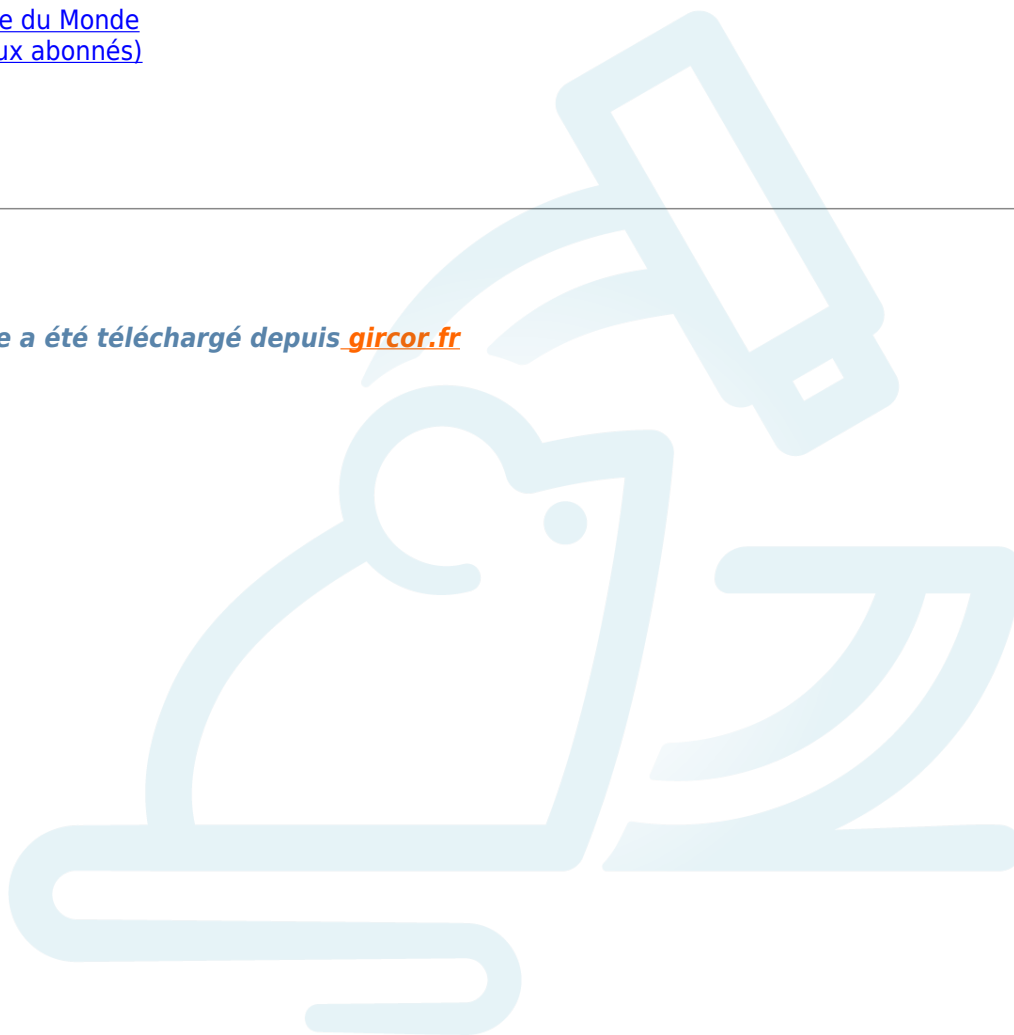 e du Monde
ux abonnés)
e a été téléchargé depuis gircor.fr